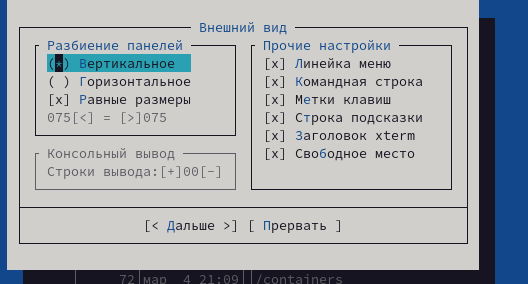 Внешний вид
Разбиение панелей
(*) Вертикальное
( ) Горизонтальное
[x] Равные размеры
075[<] = [>]075
Консольный вывод
Строки вывода:[+]00[-]
Прочие настройки
[x] Линейка меню
[x] Командная строка
[x] Метки клавиш
[x] Строка подсказки
[x] Заголовок xterm
[x] Свободное место
[< Дальше >] [ Прервать ]
72|мар  4 21:09||/containers